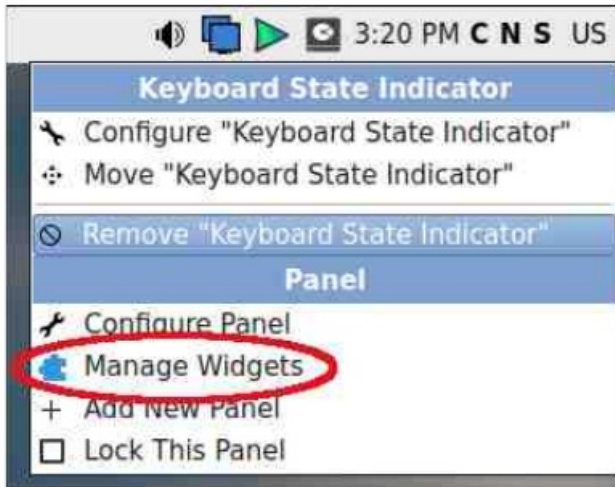 3:20 PM C N S US
Keyboard State Indicator
Configure "Keyboard State Indicator"
Move "Keyboard State Indicator"
Remove "Keyboard State Indicator"
Panel
Configure Panel
Manage Widgets
Add New Panel
Lock This Panel